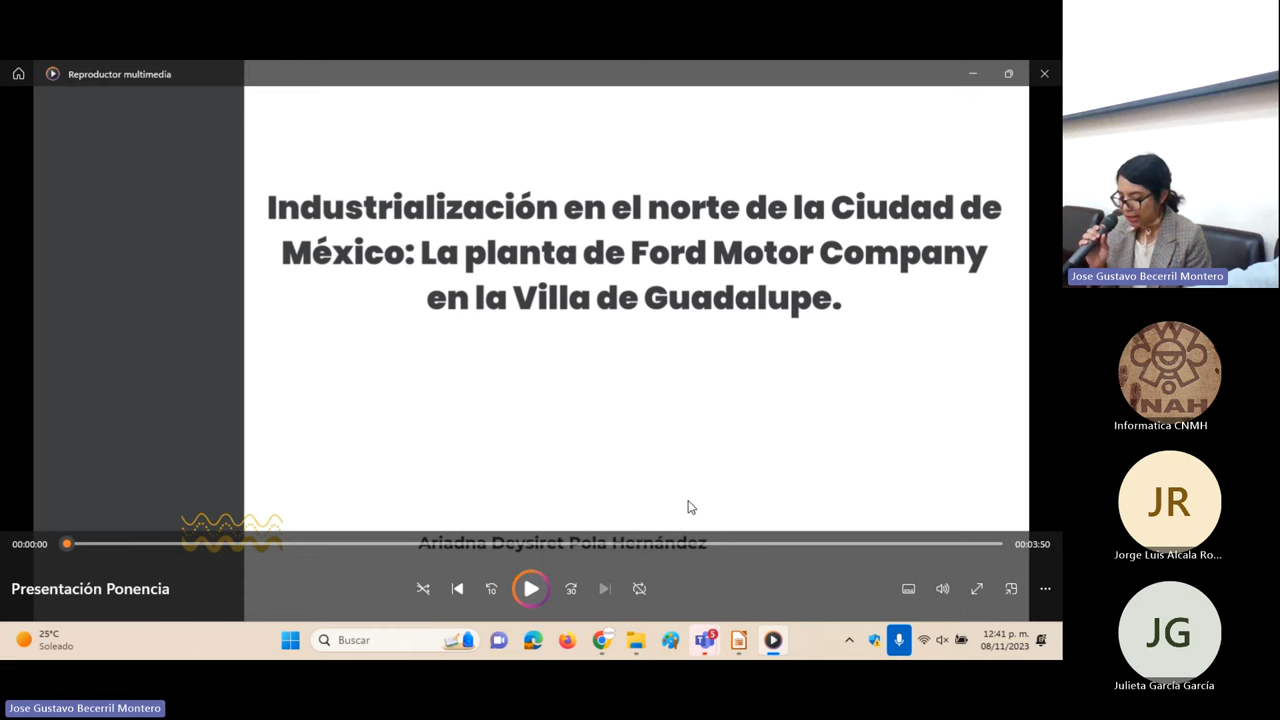 Reproductor multimedia
Industrialización en el norte de la Ciudad de
México: La planta de Ford Motor Company
en la Villa de Guadalupe.
Ariadna Deysiret Pola Hernández
00:00:00
00:03:50
Presentación Ponencia
10
30
25°C
Soleado
Buscar
5
12:41 p. m.
08/11/2023
Jose Gustavo Becerril Montero
INAH
Informatica CNMH
JR
Jorge Luis Alcala Ro...
JG
Julieta García García
Jose Gustavo Becerril Montero